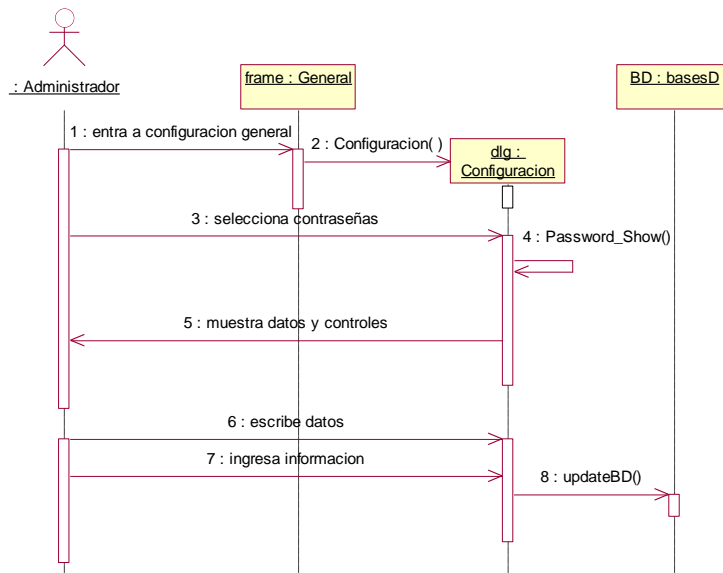 : Administrador
frame : General
BD : basesD
1 : entra a configuracion general
2 : Configuracion( )
dlg :
Configuracion
3 : selecciona contraseñas
4 : Password_Show()
5 : muestra datos y controles
6 : escribe datos
7 : ingresa informacion
8 : updateBD()